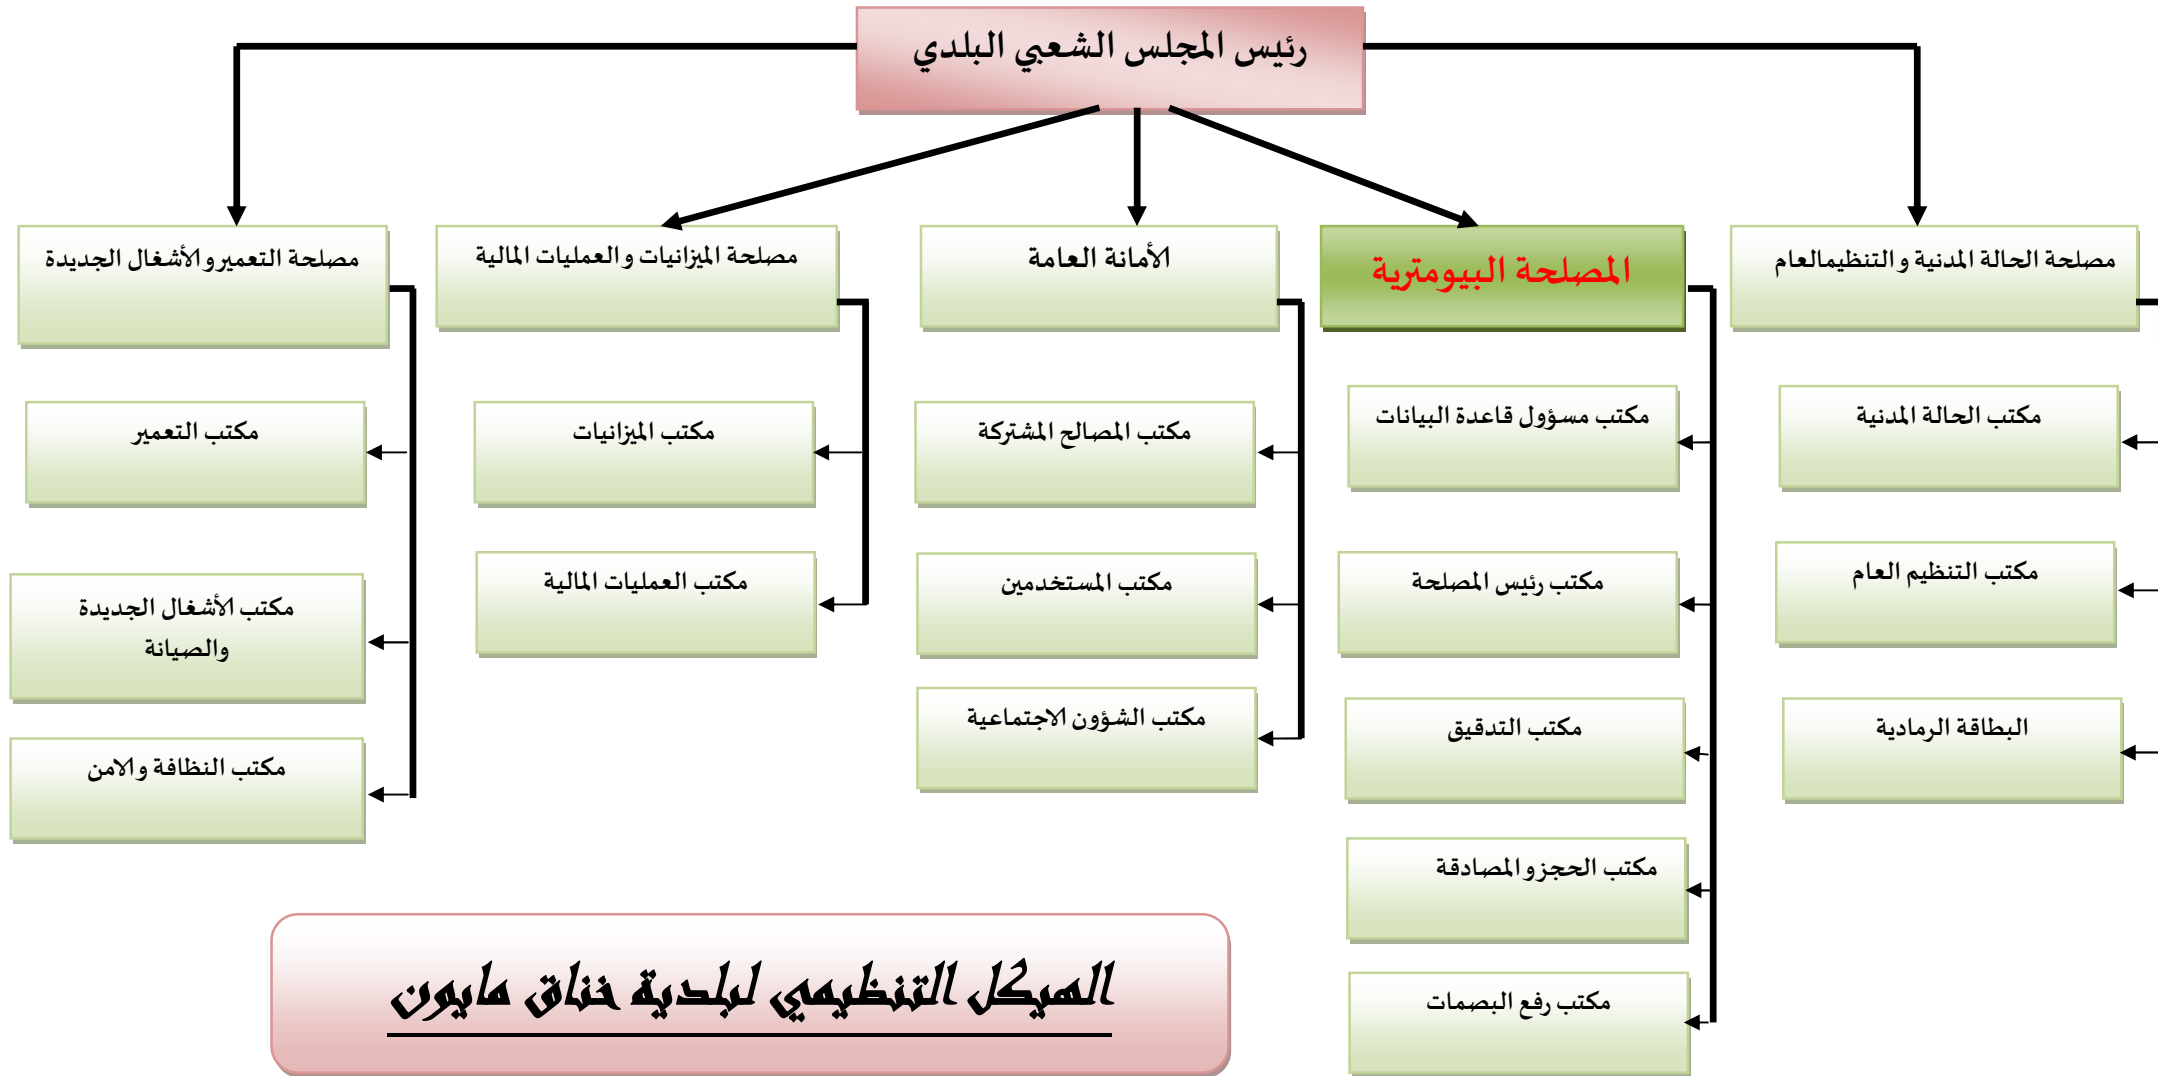 رئيس المجلس الشعبي البلدي
مصلحة الحالة المدنية والتنظيمالعام
المصلحة البيومترية
الأمانة العامة
مصلحة الميزانيات والعمليات المالية
مصلحة التعمير والأشغال الجديدة
مكتب الحالة المدنية
مكتب مسؤول قاعدة البيانات
مكتب المصالح المشتركة
مكتب الميزانيات
مكتب التعمير
مكتب التنظيم العام
مكتب رئيس المصلحة
مكتب المستخدمين
مكتب العمليات المالية
مكتب الأشغال الجديدة
والصيانة
البطاقة الرمادية
مكتب التدقيق
مكتب الشؤون الاجتماعية
مكتب النظافة والامن
مكتب الحجز والمصادقة
مكتب رفع البصمات
الهيكل التنظيمي لبلدية خناق مايون